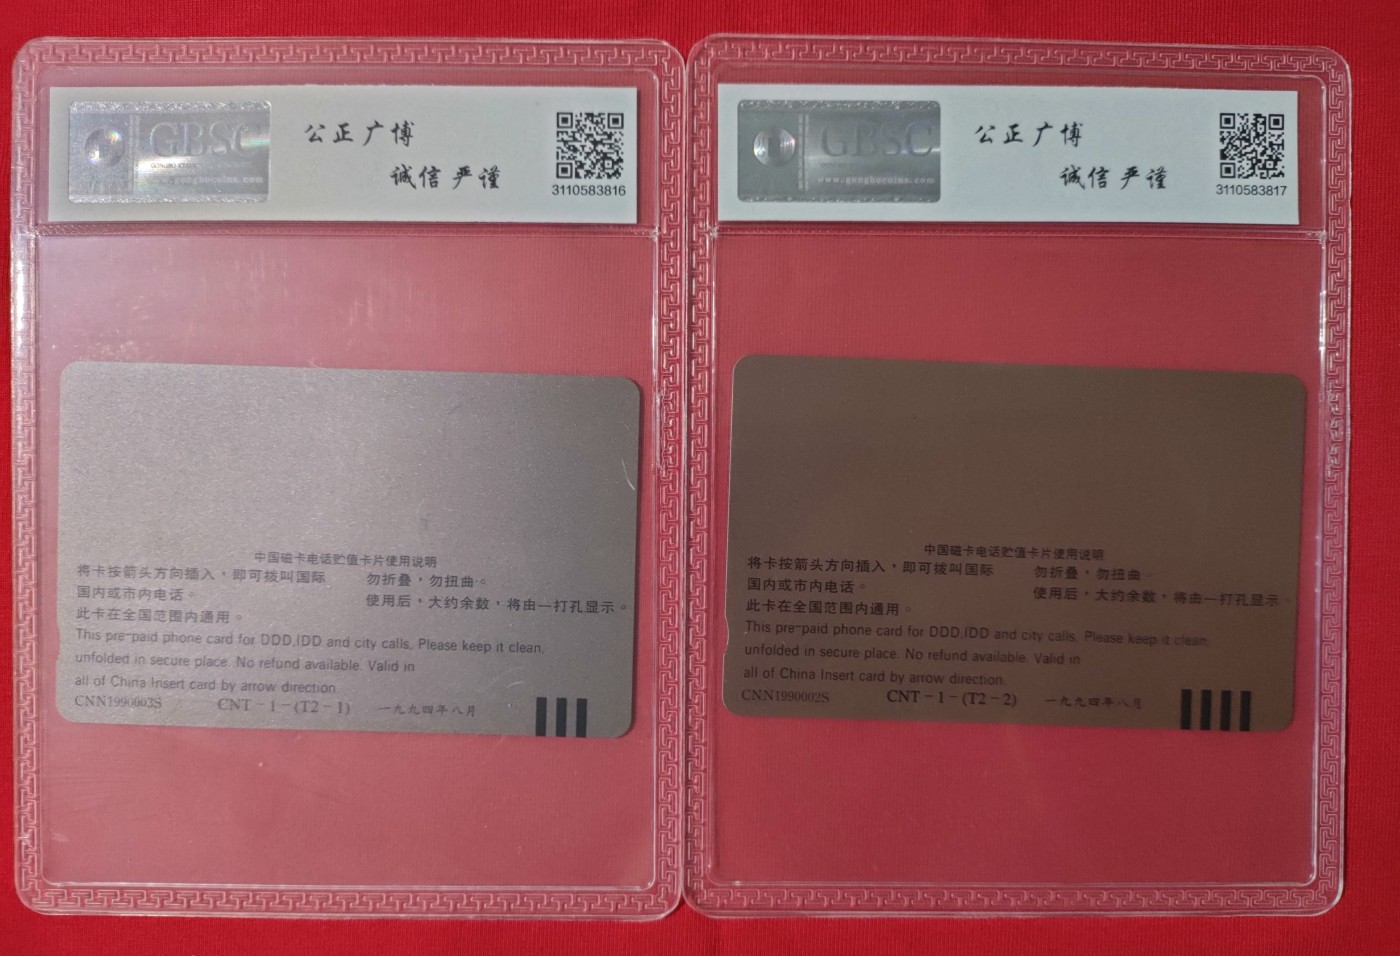 GBSC
www.gongbocoins.com
公正广博
诚信严谨
3110583816
中国磁卡电话贮值卡片使用说明
将卡按箭头方向插入，即可拨叫国际
国内或市内电话。
此卡在全国范围内通用。
勿折叠，勿扭曲。
使用后，大约余数，将由一打孔显示。
This pre-paid phone card for DDD,IDD and city calls. Please keep it clean,
unfolded in secure place. No refund available. Valid in
all of China Insert card by arrow direction.
CNN1990003S CNT-1-(T2-1) 一九九四年八月
GBSC
www.gongbocoins.com
公正广博
诚信严谨
3110583817
中国磁卡电话贮值卡片使用说明
将卡按箭头方向插入，即可拨叫国际
国内或市内电话。
此卡在全国范围内通用。
勿折叠，勿扭曲。
使用后，大约余数，将由一打孔显示。
This pre-paid phone card for DDD,IDD and city calls. Please keep it clean,
unfolded in secure place. No refund available. Valid in
all of China Insert card by arrow direction.
CNN1990002S CNT-1-(T2-2) 一九九四年八月